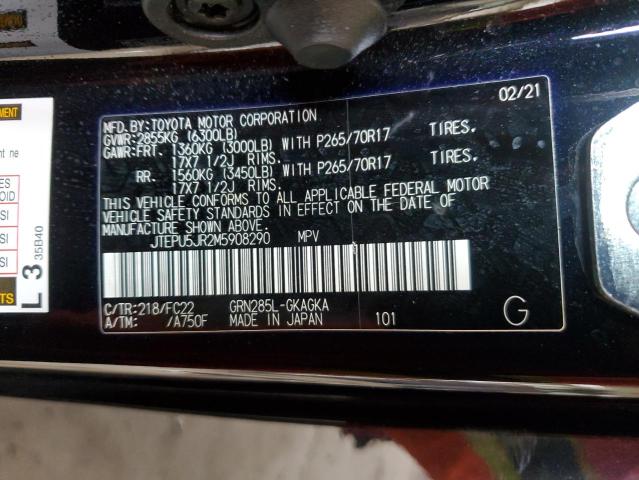 02/21
MFD.BY:TOYOTA MOTOR CORPORATION
GVWR:2855KG (6300LB)
GAWR:FRT. 1360KG (3000LB) WITH P265/70R17 TIRES.
17X7 1/2J RIMS.
RR. 1560KG (3450LB) WITH P265/70R17 TIRES.
17X7 1/2J RIMS.
THIS VEHICLE CONFORMS TO ALL APPLICABLE FEDERAL MOTOR
VEHICLE SAFETY STANDARDS IN EFFECT ON THE DATE OF
MANUFACTURE SHOWN ABOVE.
JTEPU5JR2M5908290 MPV
C/TR:218/FC22 GRN285L-GKAGKA
A/TM: /A750F MADE IN JAPAN 101 G
L 3
35B40